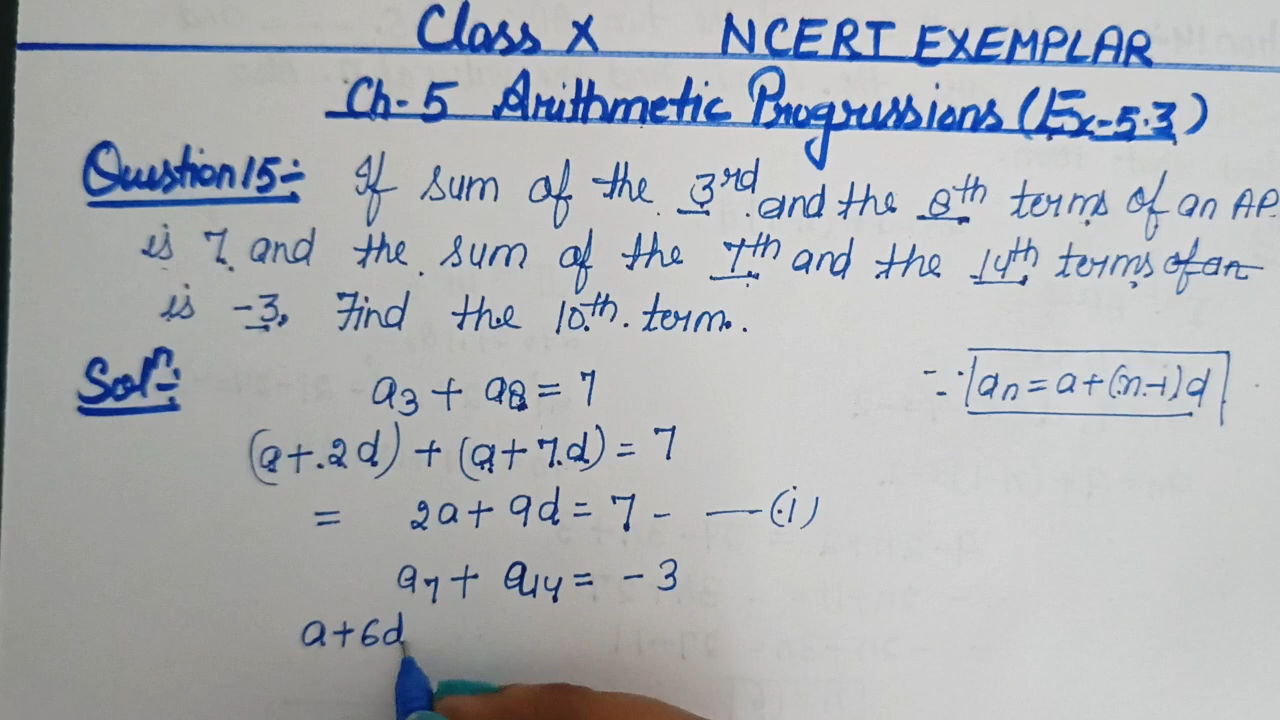 Class X NCERT EXEMPLAR
Ch-5 Arithmetic Progressions (Ex-5.3)
Question 15:- If sum of the 3rd and the 8th terms of an AP.
is 7 and the sum of the 7th and the 14th terms of an
is -3, Find the 10th term.
Solⁿ:- a₃ + a₈ = 7 ∵ aₙ = a+(n-1)d
(a+2d) + (a+7d) = 7
= 2a + 9d = 7 - — (i)
a₇ + a₁₄ = -3
a+6d